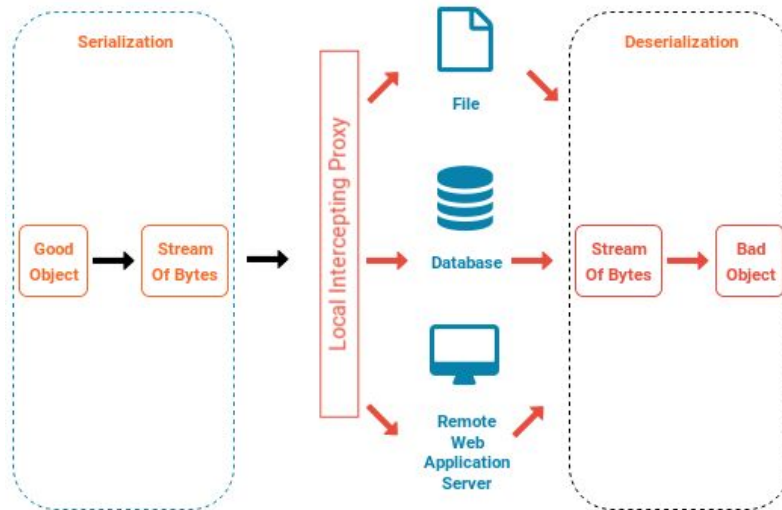 Serialization
Good
Object
Stream
Of Bytes
Local Intercepting Proxy
File
Database
Remote
Web
Application
Server
Deserialization
Stream
Of Bytes
Bad
Object